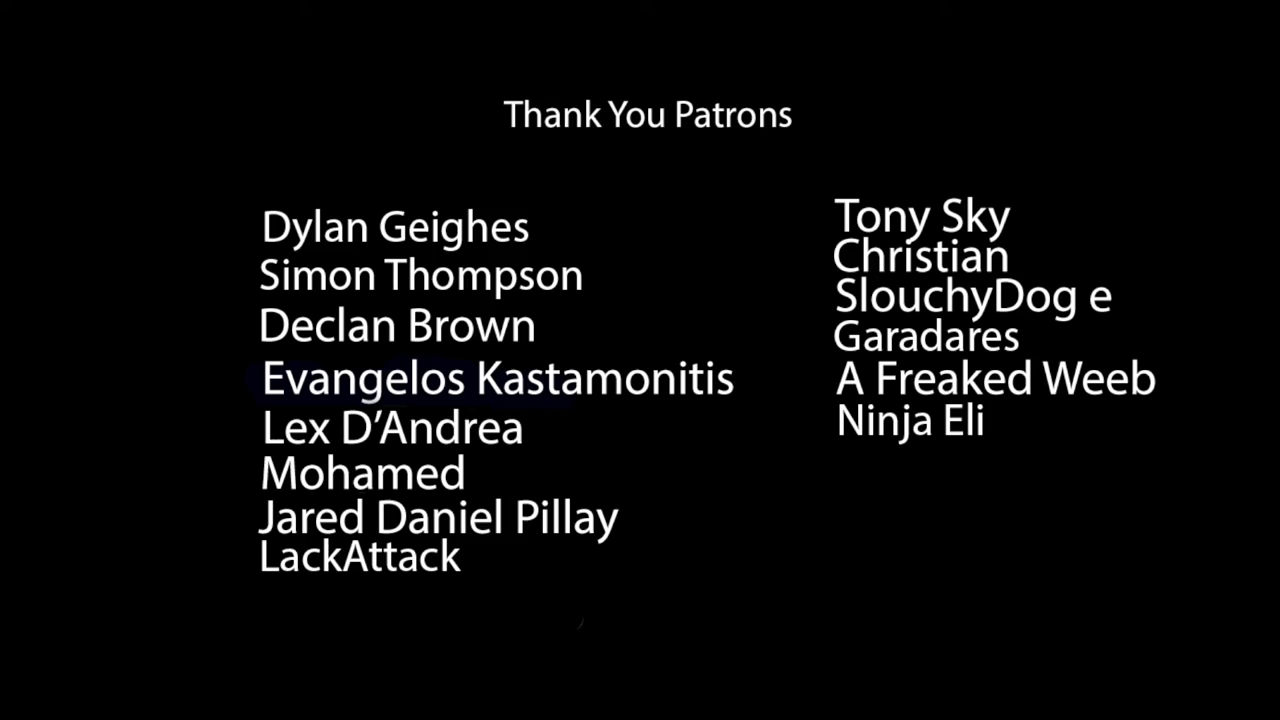 Thank You Patrons
Dylan Geighes
Simon Thompson
Declan Brown
Evangelos Kastamonitis
Lex D’Andrea
Mohamed
Jared Daniel Pillay
LackAttack
Tony Sky
Christian
SlouchyDog e
Garadares
A Freaked Weeb
Ninja Eli